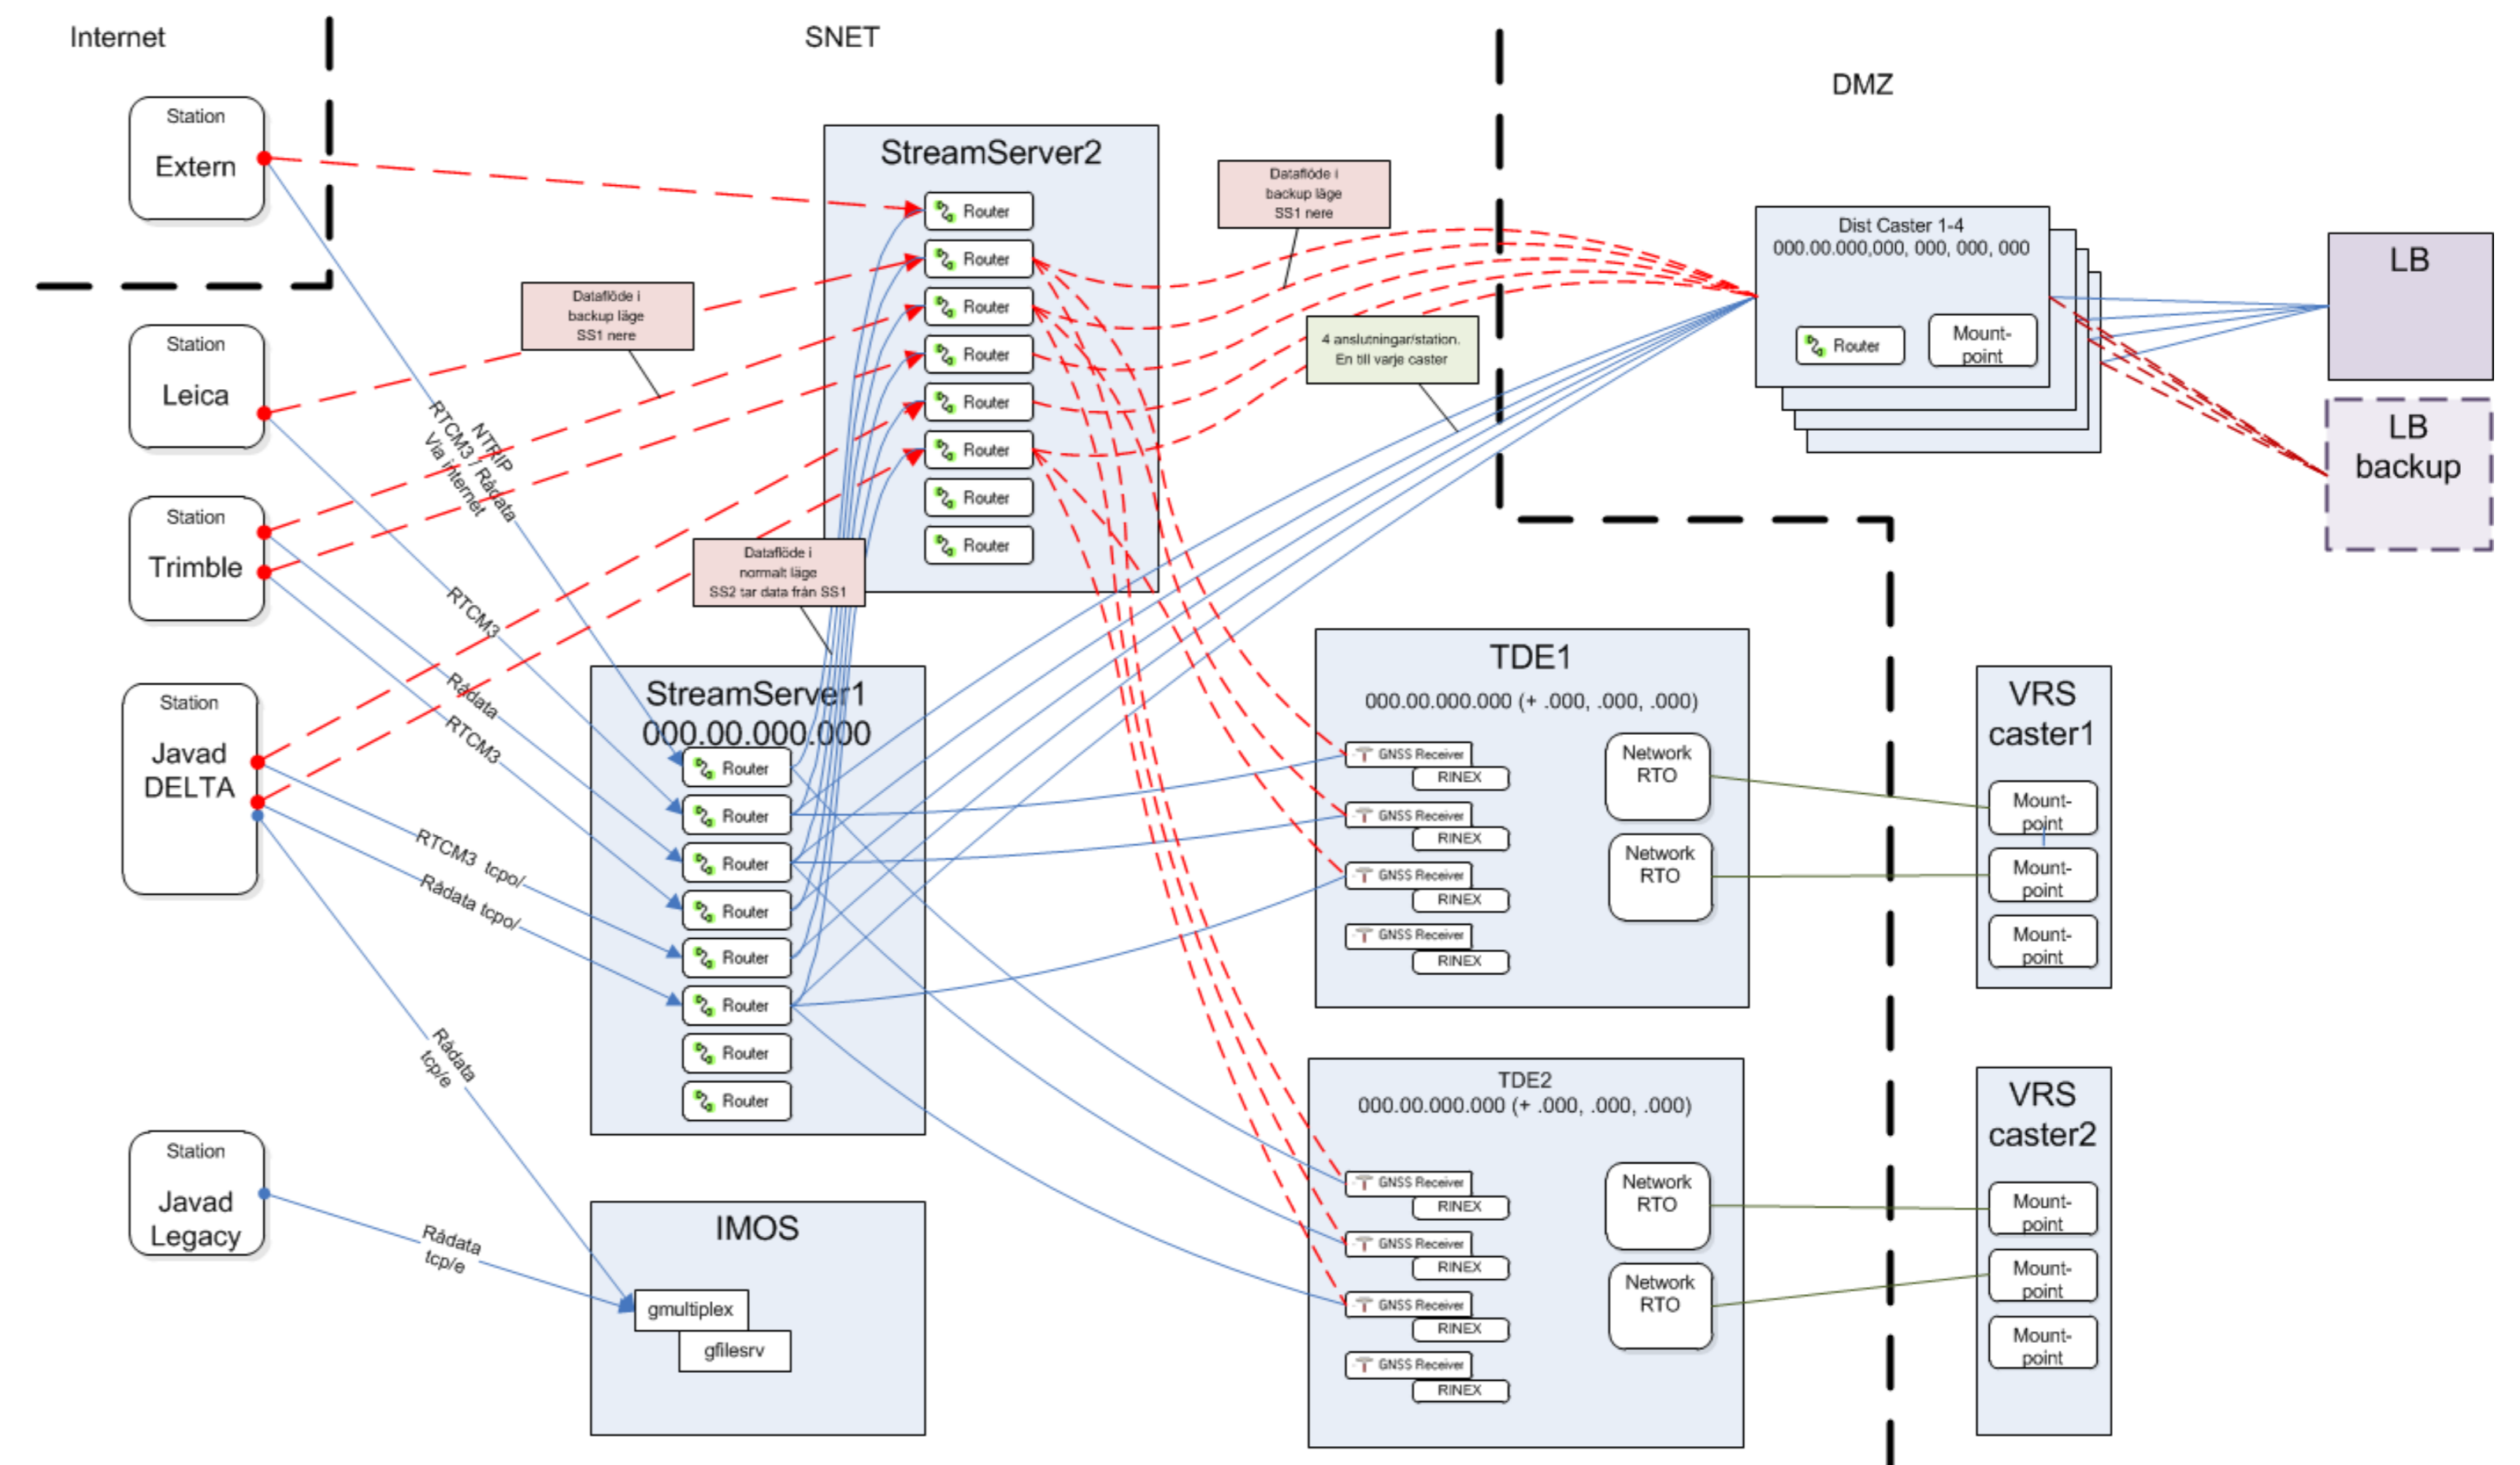 Internet
SNET
DMZ
Station
Extern
Station
Leica
Station
Trimble
Station
Javad
DELTA
Station
Javad
Legacy
NTRIP
RTCM3 / Rådata
Via internet
RTCM3
Rådata
RTCM3
RTCM3 tcpo/
Rådata tcpo/
Rådata
tcp/e
Rådata
tcp/e
Dataflöde i
backup läge
SS1 nere
Dataflöde i
normalt läge
SS2 tar data från SS1
StreamServer2
Router
Router
Router
Router
Router
Router
Router
Router
StreamServer1
000.00.000.000
Router
Router
Router
Router
Router
Router
Router
Router
IMOS
gmultiplex
gfilesrv
Dataflöde i
backup läge
SS1 nere
4 anslutningar/station.
En till varje caster
Dist Caster 1-4
000.00.000,000, 000, 000, 000
Router
Mount-
point
LB
LB
backup
TDE1
000.00.000.000 (+ .000, .000, .000)
GNSS Receiver
RINEX
GNSS Receiver
RINEX
GNSS Receiver
RINEX
GNSS Receiver
RINEX
Network
RTO
Network
RTO
VRS
caster1
Mount-
point
Mount-
point
Mount-
point
TDE2
000.00.000.000 (+ .000, .000, .000)
GNSS Receiver
RINEX
GNSS Receiver
RINEX
GNSS Receiver
RINEX
GNSS Receiver
RINEX
Network
RTO
Network
RTO
VRS
caster2
Mount-
point
Mount-
point
Mount-
point